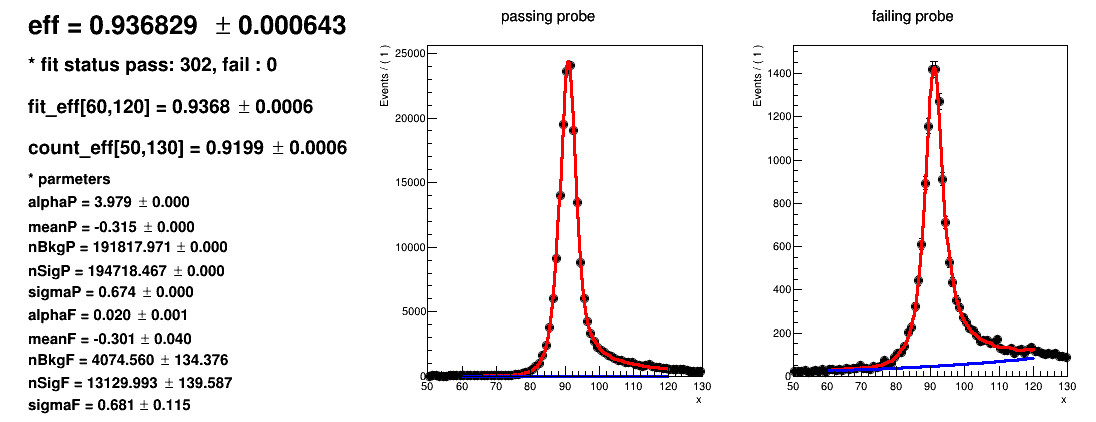 eff = 0.936829 ± 0.000643
* fit status pass: 302, fail : 0
fit_eff[60,120] = 0.9368 ± 0.0006
count_eff[50,130] = 0.9199 ± 0.0006
* parmeters
alphaP = 3.979 ± 0.000
meanP = -0.315 ± 0.000
nBkgP = 191817.971 ± 0.000
nSigP = 194718.467 ± 0.000
sigmaP = 0.674 ± 0.000
alphaF = 0.020 ± 0.001
meanF = -0.301 ± 0.040
nBkgF = 4074.560 ± 134.376
nSigF = 13129.993 ± 139.587
sigmaF = 0.681 ± 0.115
passing probe
Events / ( 1 )
25000
20000
15000
10000
5000
0
50 60 70 80 90 100 110 120 130
x
failing probe
Events / ( 1 )
1400
1200
1000
800
600
400
200
0
50 60 70 80 90 100 110 120 130
x